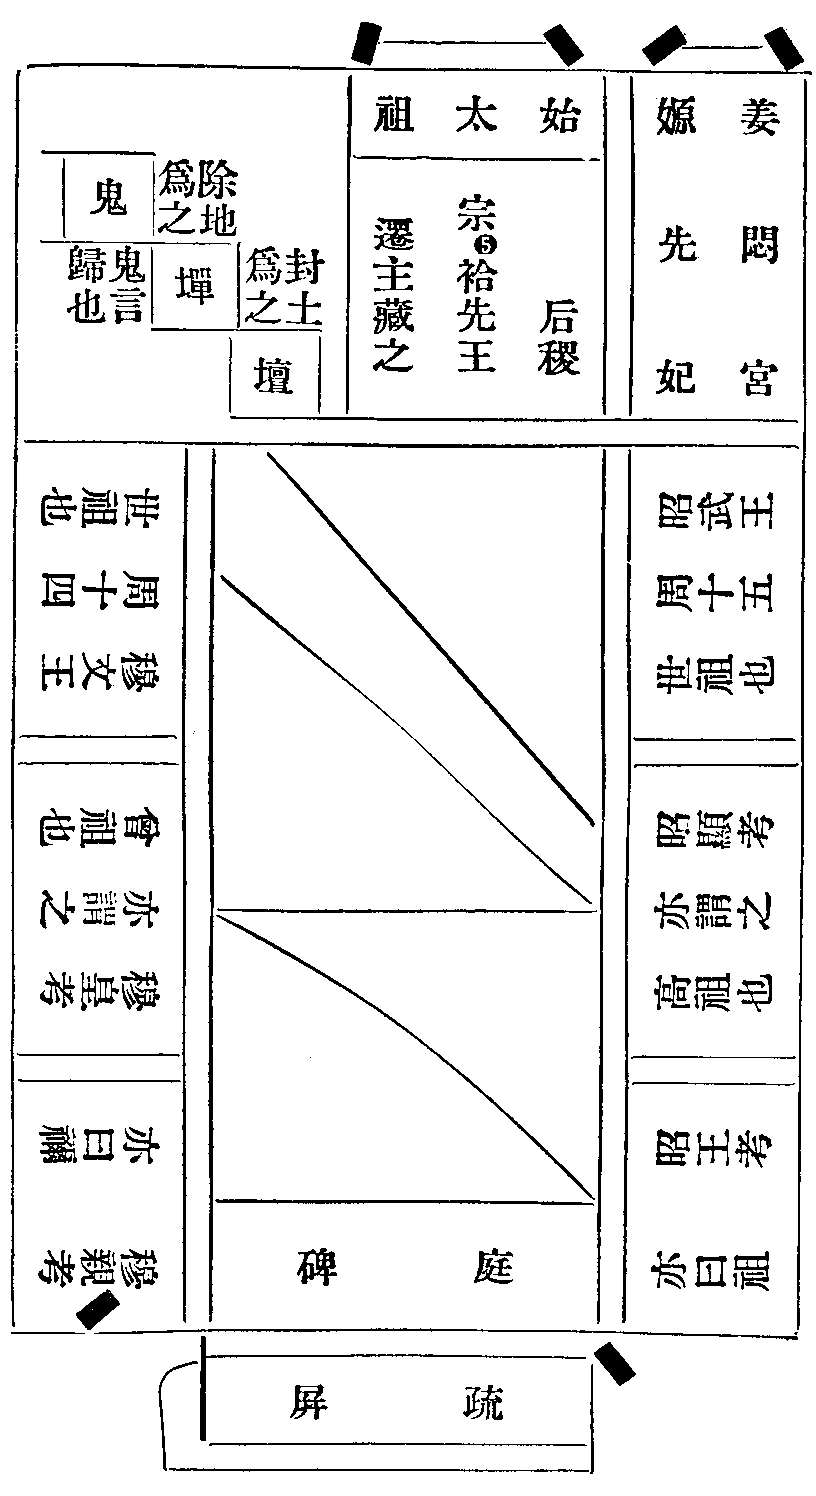 姜嫄
悶宮
先妃
始太祖
后稷
宗❺祫先王
遷主藏之
封土爲之
壇
除地爲之
墠
鬼
鬼言歸也
昭武王
周十五
世祖也
昭顯考
亦謂之
高祖也
昭王考
亦曰祖
穆文王
周十四
世祖也
穆皇考
亦謂之
曾祖也
穆親考
亦曰禰
庭碑
疏屏